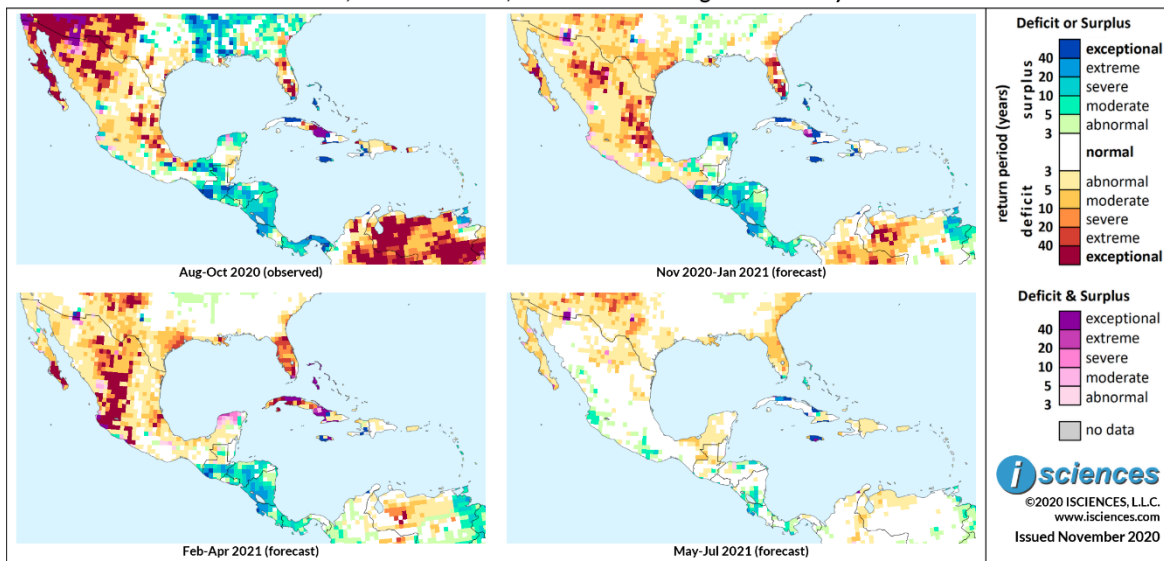 Aug-Oct 2020 (observed)
Nov 2020-Jan 2021 (forecast)
Feb-Apr 2021 (forecast)
May-Jul 2021 (forecast)
Deficit or Surplus
return period (years)
surplus
deficit
40
20
10
5
3
3
5
10
20
40
exceptional
extreme
severe
moderate
abnormal
normal
abnormal
moderate
severe
extreme
exceptional
Deficit & Surplus
40
20
10
5
3
exceptional
extreme
severe
moderate
abnormal
no data
i sciences
©2020 ISCIENCES, L.L.C.
www.isciences.com
Issued November 2020